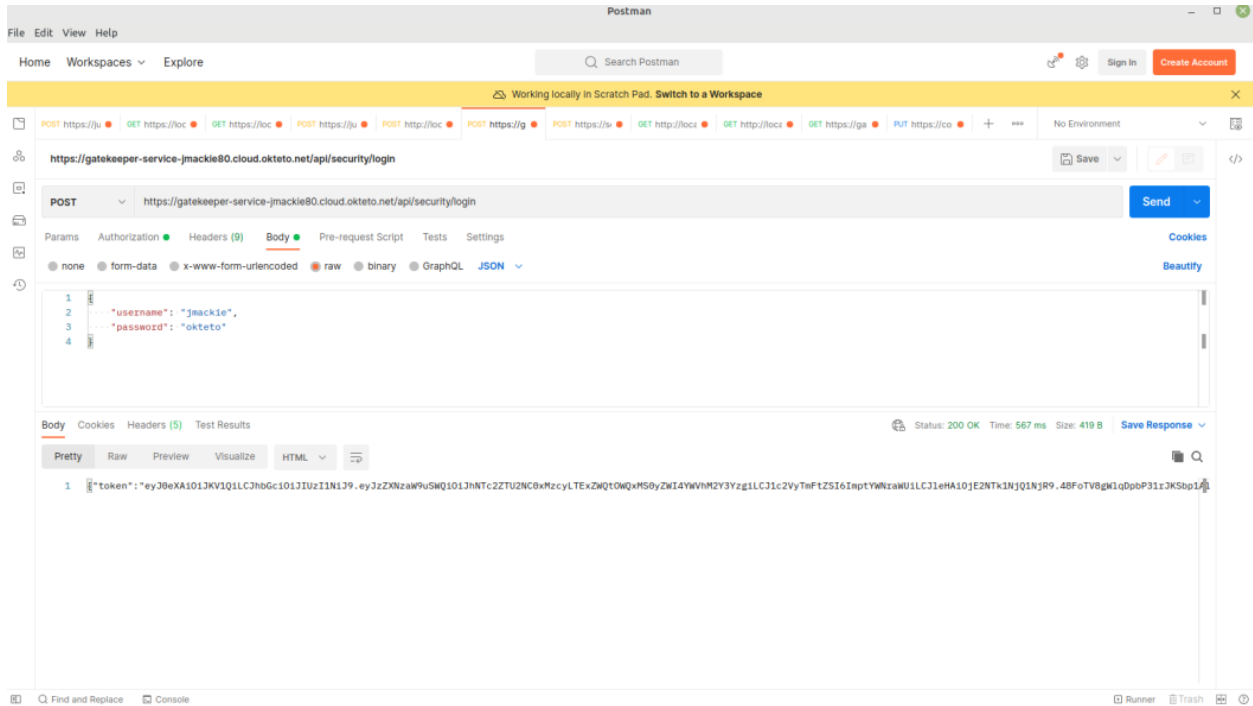 Postman
File Edit View Help
Home Workspaces Explore
Search Postman
Sign In
Create Account
Working locally in Scratch Pad. Switch to a Workspace
POST https://ju GET https://loc GET https://loc POST https://ju POST http://loc POST https://g POST https://s GET http://loca GET http://loca GET https://ga PUT https://co
No Environment
https://gatekeeper-service-jmackie80.cloud.okteto.net/api/security/login
Save
POST https://gatekeeper-service-jmackie80.cloud.okteto.net/api/security/login
Send
Params Authorization Headers (9) Body Pre-request Script Tests Settings
Cookies
none form-data x-www-form-urlencoded raw binary GraphQL JSON
Beautify
1 {
2 "username": "jmackie",
3 "password": "okteto"
4 }
Body Cookies Headers (5) Test Results
Status: 200 OK Time: 567 ms Size: 419 B Save Response
Pretty Raw Preview Visualize HTML
1 {"token":
Find and Replace Console
Runner Trash